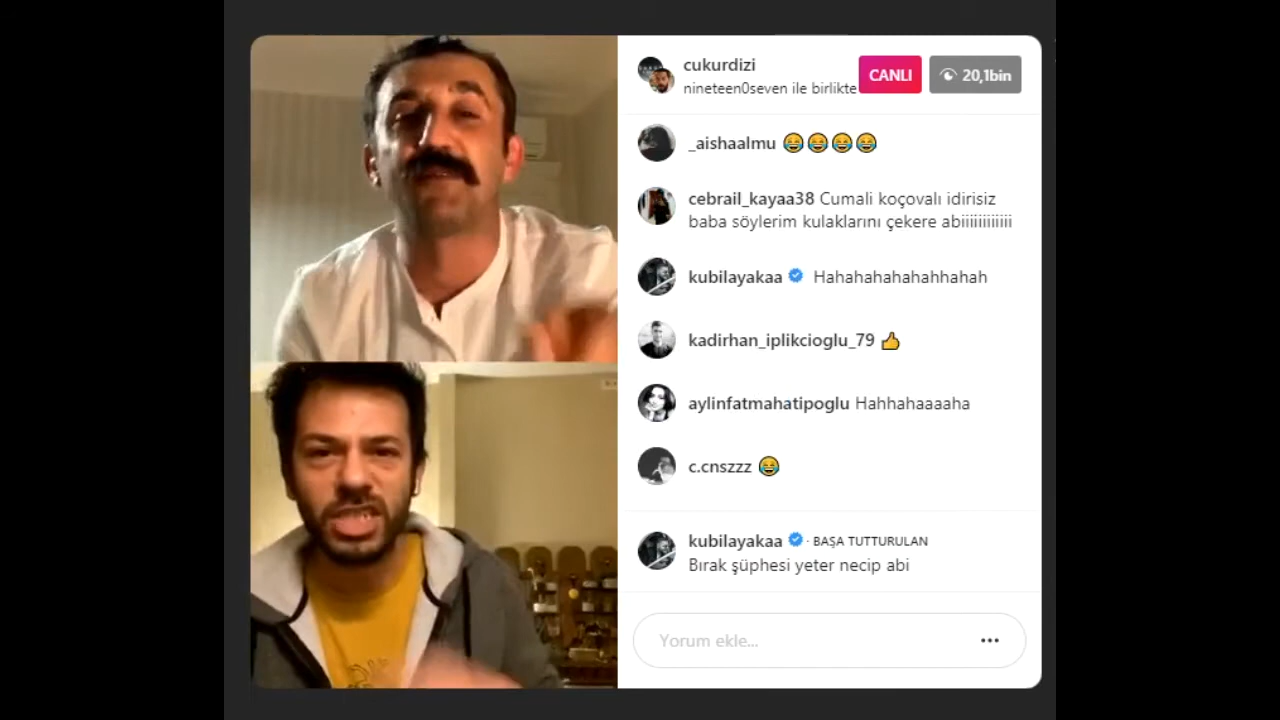 cukurdizi
nineteen0seven ile birlikte
CANLI
20,1bin
_aishaalmu 😂😂😂😂
cebrail_kayaa38 Cumali koçovalı idirisiz
baba söylerim kulaklarını çekere abiiiiiiiiiiiii
kubilayakaa Hahahahahahahhahah
kadirhan_iplikcioglu_79 👍
aylinfatmahatipoglu Hahhahaaaaha
c.cnszzz 😂
kubilayakaa · BAŞA TUTTURULAN
Bırak şüphesi yeter necip abi
Yorum ekle...